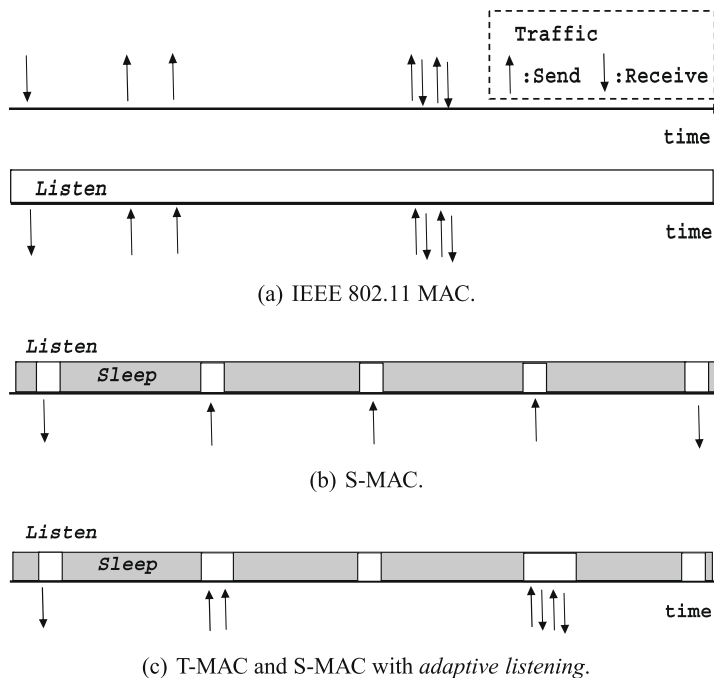 Traffic
:Send :Receive
time
Listen
time
(a) IEEE 802.11 MAC.
Listen
Sleep
(b) S-MAC.
Listen
Sleep
time
(c) T-MAC and S-MAC with adaptive listening.